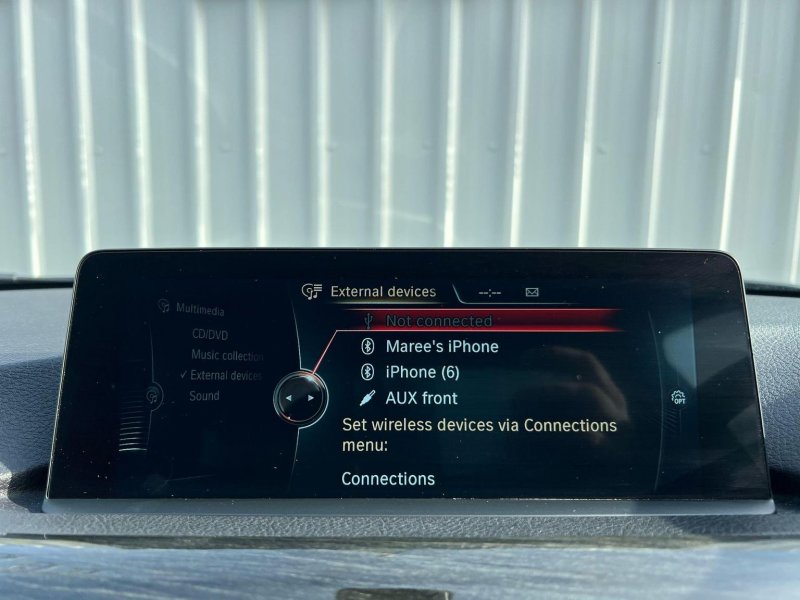 External devices --:--
Multimedia
CD/DVD
Music collection
✓ External devices
Sound
Not connected
Maree's iPhone
iPhone (6)
AUX front
Set wireless devices via Connections
menu:
Connections
OPT